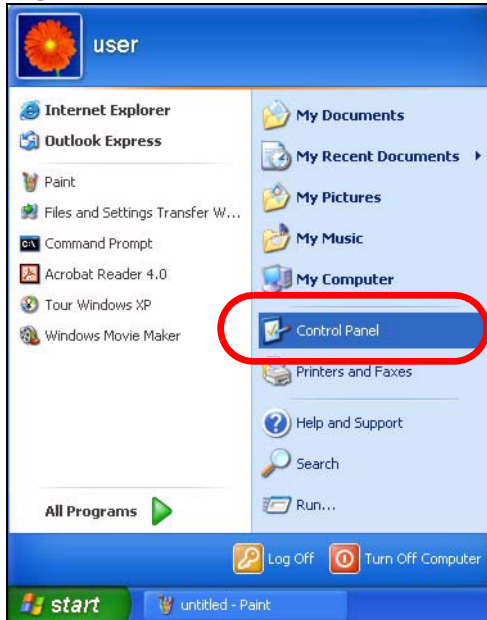 user
Internet Explorer
Outlook Express
Paint
Files and Settings Transfer W...
Command Prompt
Acrobat Reader 4.0
Tour Windows XP
Windows Movie Maker
All Programs
My Documents
My Recent Documents
My Pictures
My Music
My Computer
Control Panel
Printers and Faxes
Help and Support
Search
Run...
Log Off
Turn Off Computer
start
untitled - Paint